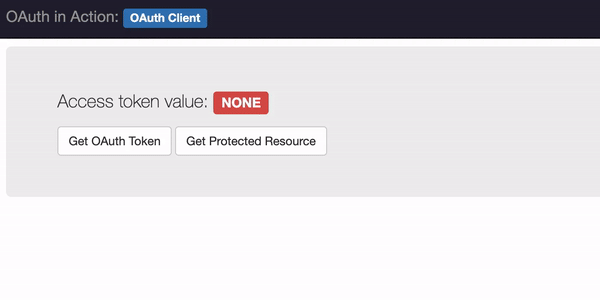 OAuth in Action: OAuth Client
Access token value: NONE
Get OAuth Token Get Protected Resource